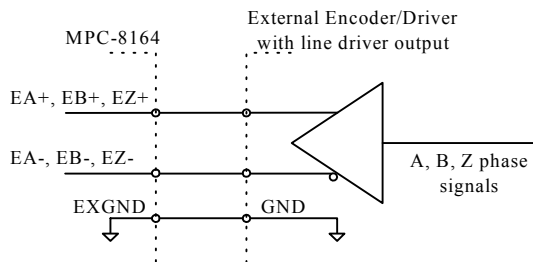 External Encoder/Driver
with line driver output
MPC-8164
EA+, EB+, EZ+
EA-, EB-, EZ-
A, B, Z phase
signals
EXGND
GND